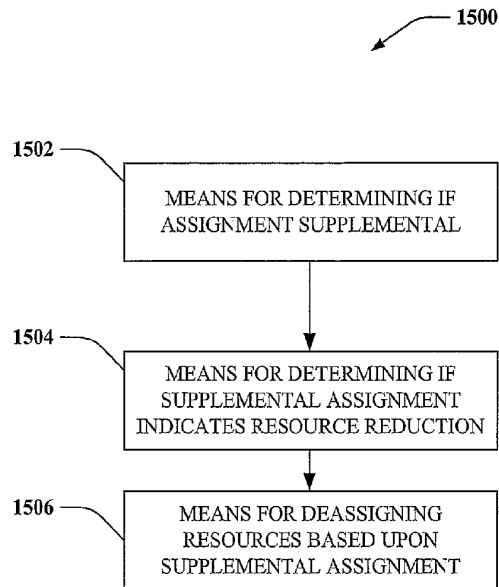 1500
1502
MEANS FOR DETERMINING IF
ASSIGNMENT SUPPLEMENTAL
1504
MEANS FOR DETERMINING IF
SUPPLEMENTAL ASSIGNMENT
INDICATES RESOURCE REDUCTION
1506
MEANS FOR DEASSIGNING
RESOURCES BASED UPON
SUPPLEMENTAL ASSIGNMENT